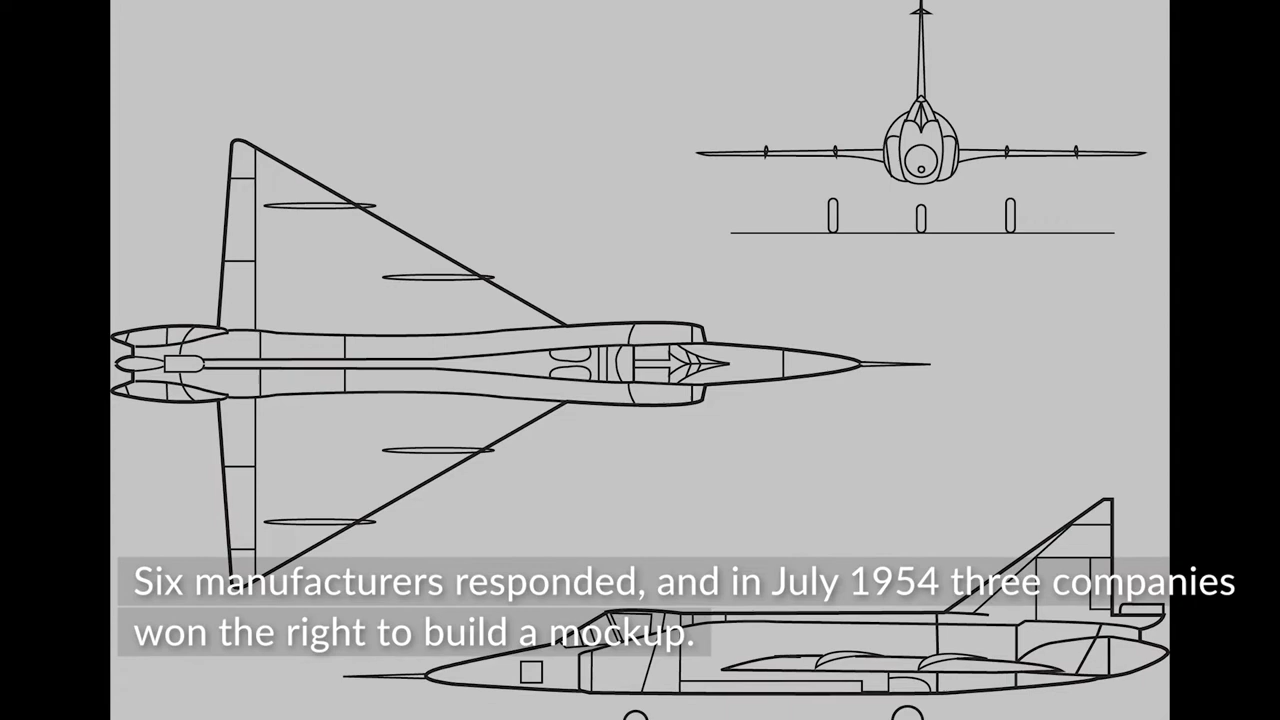 Six manufacturers responded, and in July 1954 three companies
won the right to build a mockup.